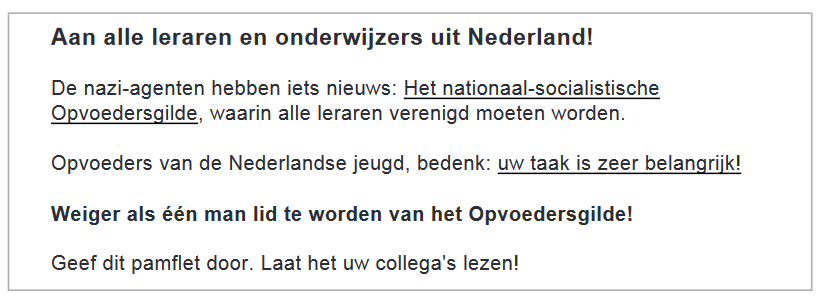 Aan alle leraren en onderwijzers uit Nederland!
De nazi-agenten hebben iets nieuws: Het nationaal-socialistische
Opvoedersgilde, waarin alle leraren verenigd moeten worden.
Opvoeders van de Nederlandse jeugd, bedenk: uw taak is zeer belangrijk!
Weiger als één man lid te worden van het Opvoedersgilde!
Geef dit pamflet door. Laat het uw collega's lezen!